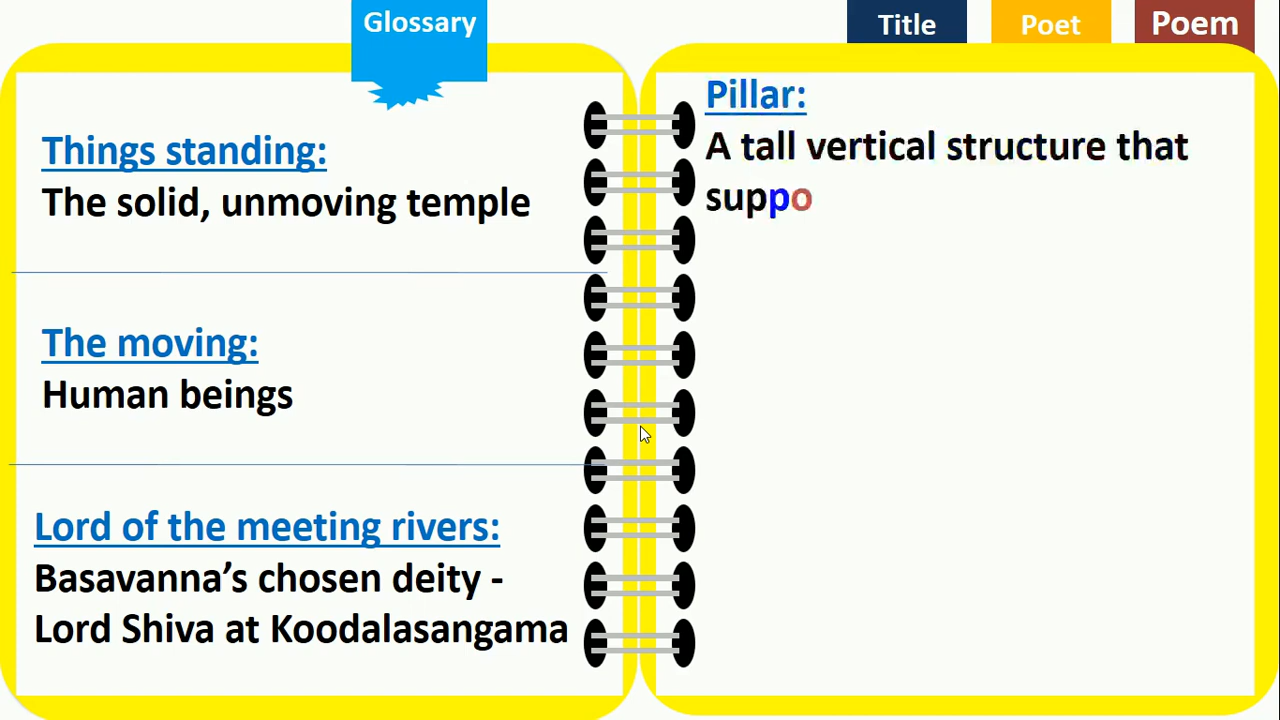 Glossary
Title
Poet
Poem
Things standing:
The solid, unmoving temple
The moving:
Human beings
Lord of the meeting rivers:
Basavanna’s chosen deity -
Lord Shiva at Koodalasangama
Pillar:
A tall vertical structure that
suppo